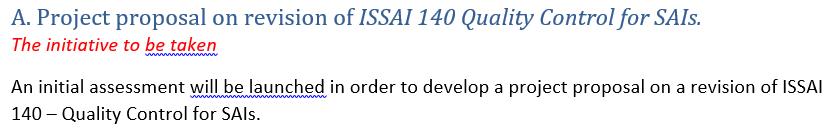 A. Project proposal on revision of ISSAI 140 Quality Control for SAIs.
The initiative to be taken
An initial assessment will be launched in order to develop a project proposal on a revision of ISSAI
140 – Quality Control for SAIs.